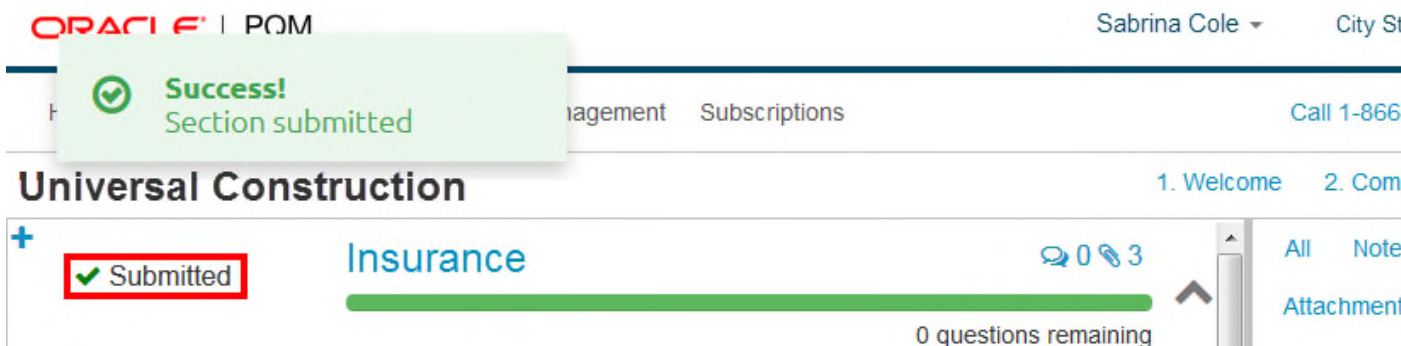 ORACLE | PQM
Sabrina Cole
City St
Success!
Section submitted
H
nagement
Subscriptions
Call 1-866
Universal Construction
1. Welcome
2. Com
Submitted
Insurance
0
3
All
Note
Attachment
0 questions remaining